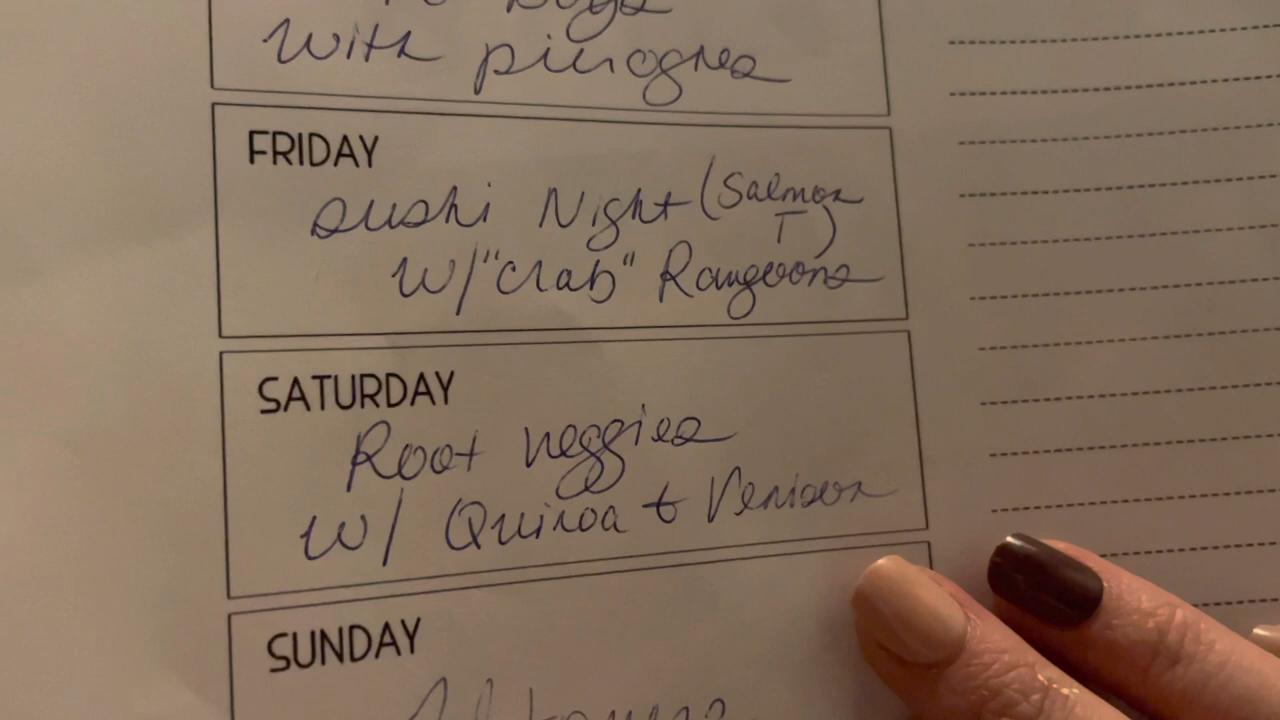 with pierogies
FRIDAY
sushi Night (Salmon
T)
w/ "crab" Rangoons
SATURDAY
Root veggies
w/ Quinoa & Venison
SUNDAY